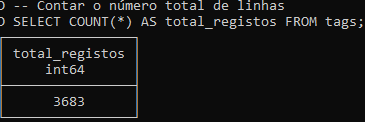 D -- Contar o número total de linhas
D SELECT COUNT(*) AS total_registos FROM tags;
total_registos
int64
3683